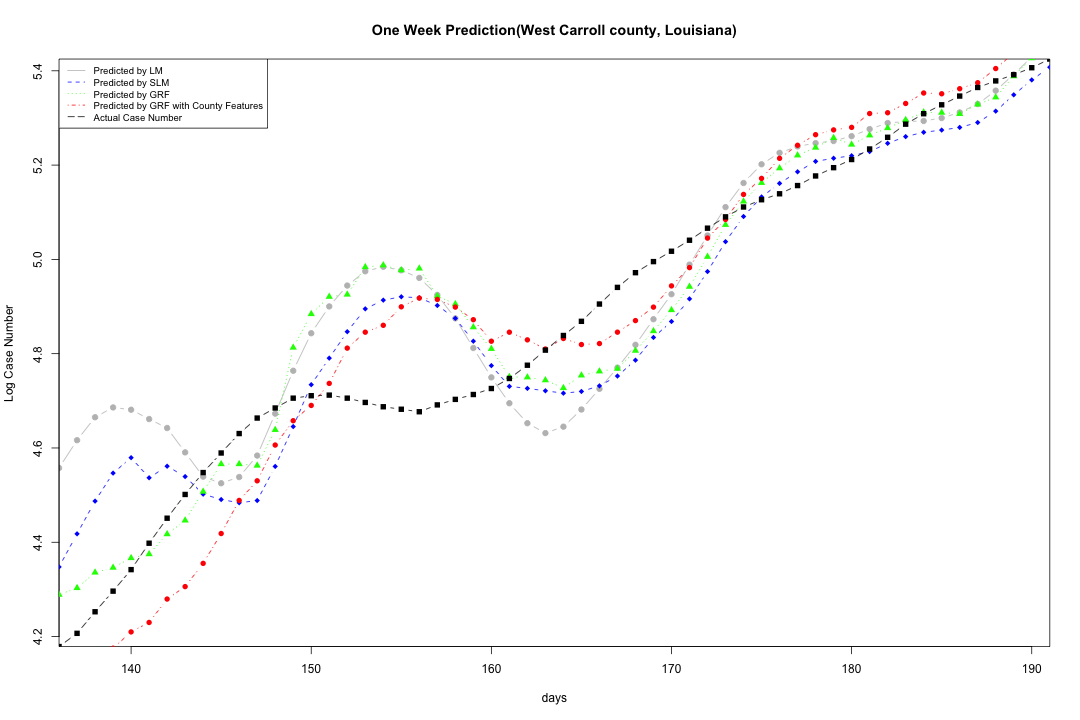 One Week Prediction(West Carroll county, Louisiana)
Predicted by LM
Predicted by SLM
Predicted by GRF
Predicted by GRF with County Features
Actual Case Number
Log Case Number
5.4
5.2
5.0
4.8
4.6
4.4
4.2
140 150 160 170 180 190
days